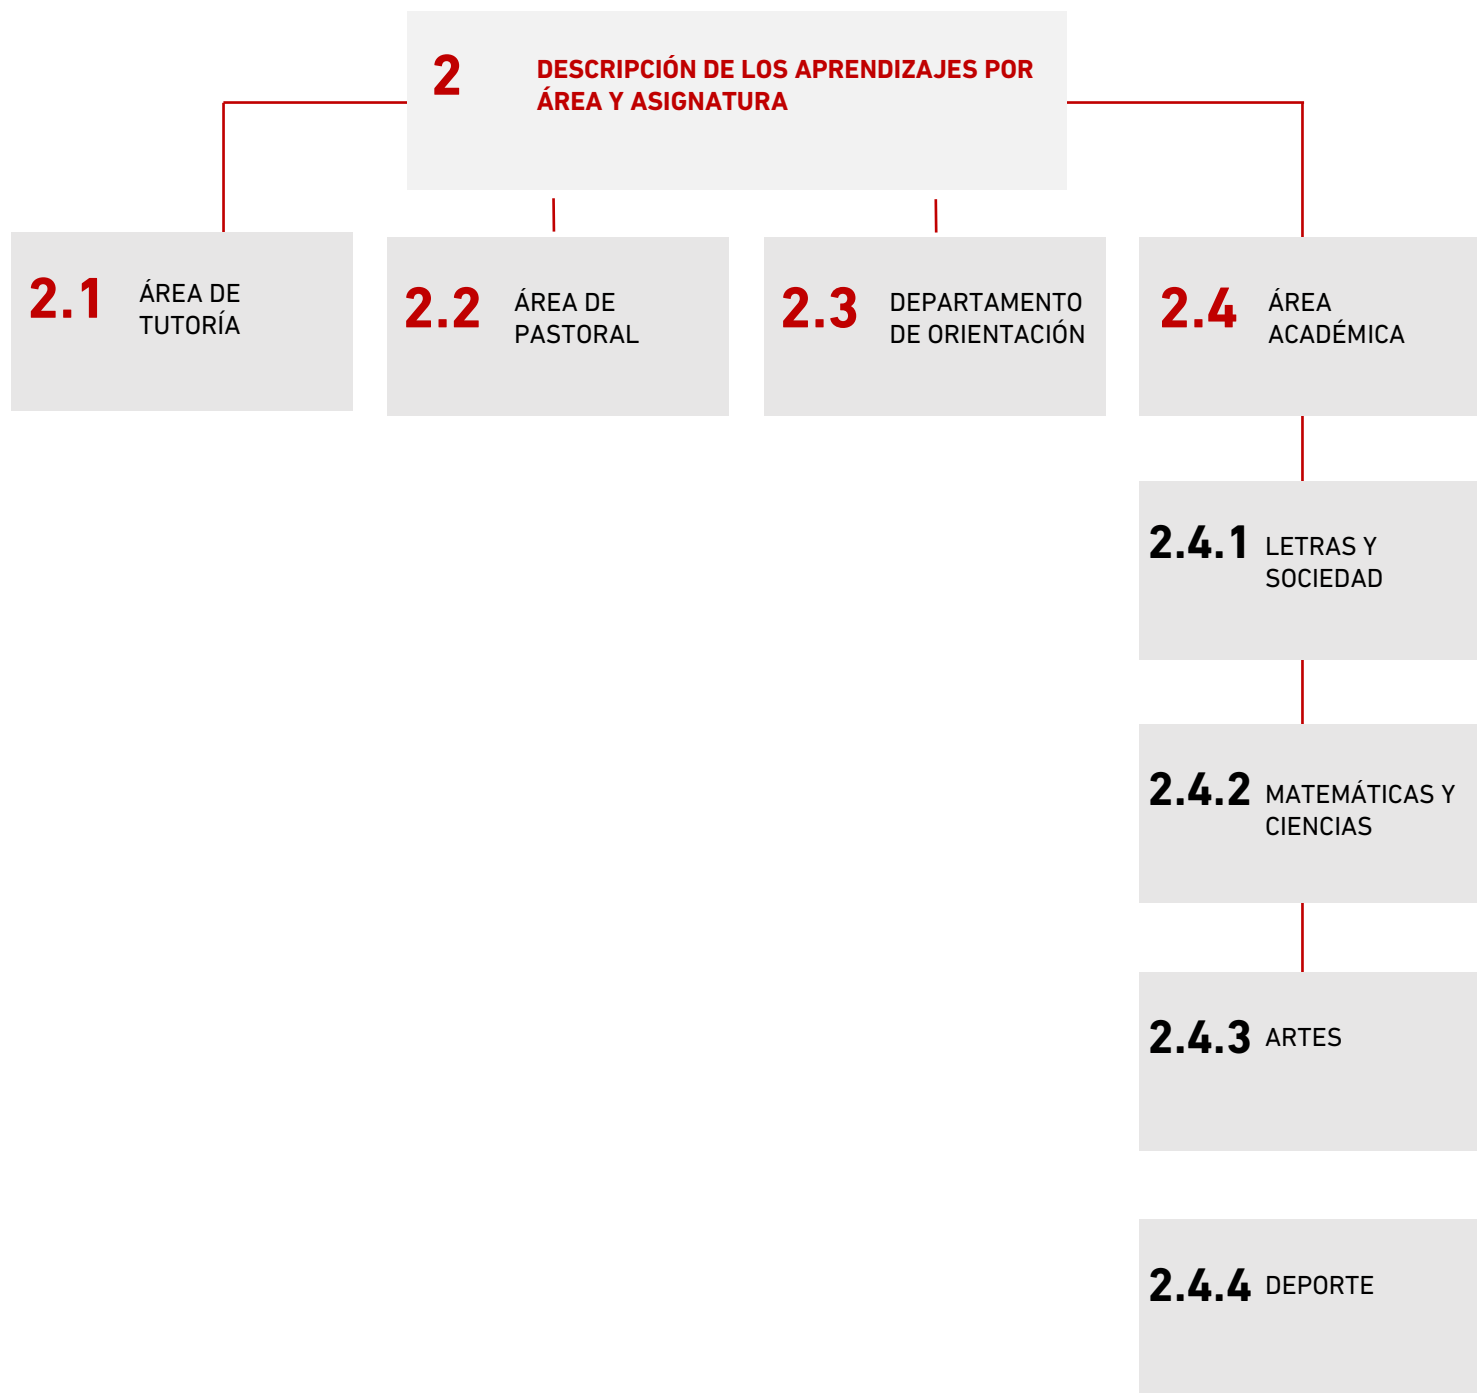 2
DESCRIPCIÓN DE LOS APRENDIZAJES POR
ÁREA Y ASIGNATURA
2.1
ÁREA DE
TUTORÍA
2.2
ÁREA DE
PASTORAL
2.3
DEPARTAMENTO
DE ORIENTACIÓN
2.4
ÁREA
ACADÉMICA
2.4.1
LETRAS Y
SOCIEDAD
2.4.2
MATEMÁTICAS Y
CIENCIAS
2.4.3
ARTES
2.4.4
DEPORTE